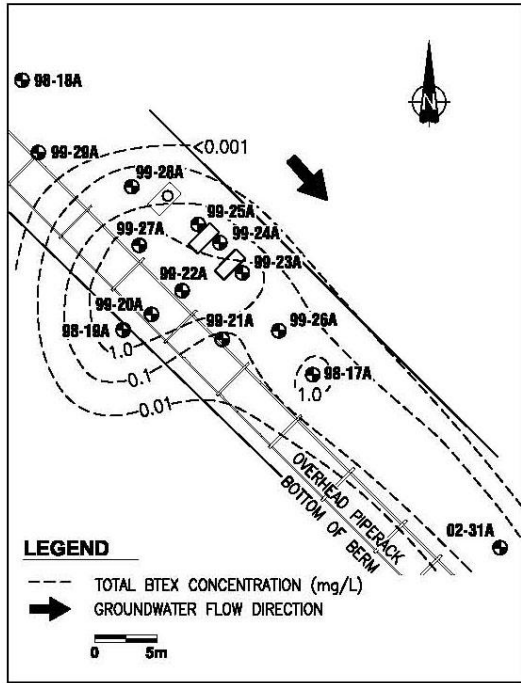 98-18A
N
99-29A
<0.001
99-28A
99-25A
99-24A
99-27A
99-23A
99-22A
99-20A
98-19A
99-21A
99-26A
1.0
98-17A
1.0
0.1
0.01
OVERHEAD PIPERACK
BOTTOM OF BERM
02-31A
LEGEND
TOTAL BTEX CONCENTRATION (mg/L)
GROUNDWATER FLOW DIRECTION
0 5m